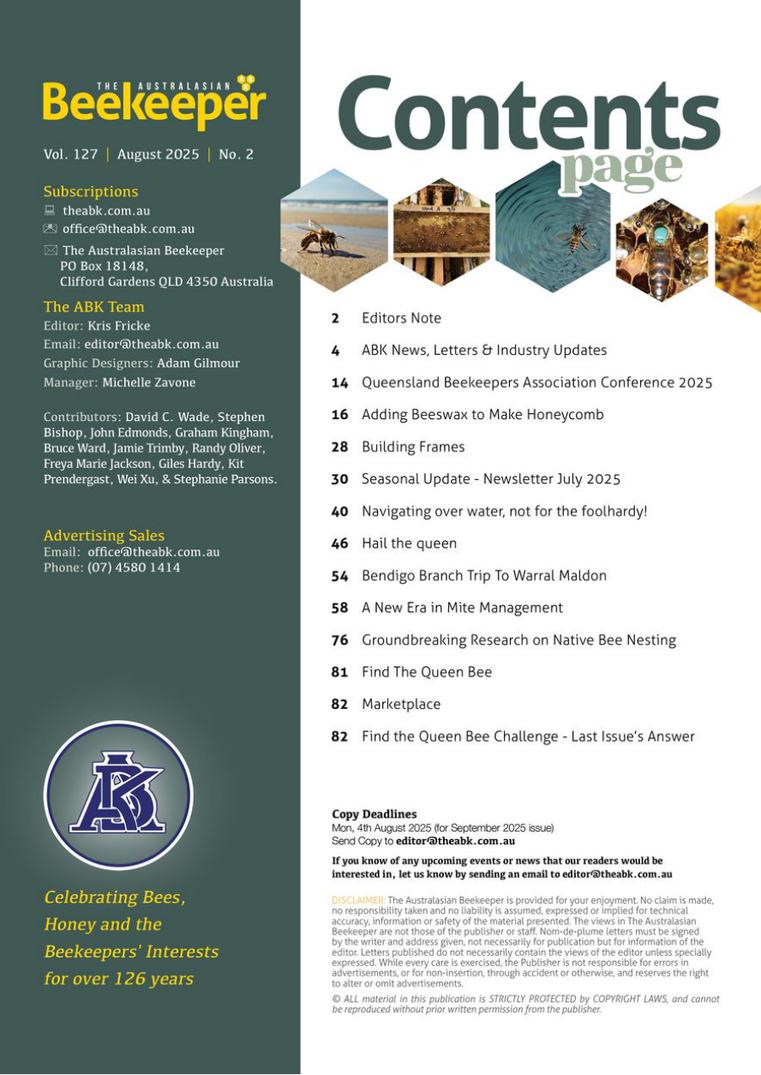 THE AUSTRALASIAN
Beekeeper
Vol. 127 | August 2025 | No. 2
Subscriptions
theabk.com.au
office@theabk.com.au
The Australasian Beekeeper
PO Box 18148,
Clifford Gardens QLD 4350 Australia
The ABK Team
Editor: Kris Fricke
Email: editor@theabk.com.au
Graphic Designers: Adam Gilmour
Manager: Michelle Zavone
Contributors: David C. Wade, Stephen
Bishop, John Edmonds, Graham Kingham,
Bruce Ward, Jamie Trimby, Randy Oliver,
Freya Marie Jackson, Giles Hardy, Kit
Prendergast, Wei Xu, & Stephanie Parsons.
Advertising Sales
Email: office@theabk.com.au
Phone: (07) 4580 1414
ABK
Celebrating Bees,
Honey and the
Beekeepers' Interests
for over 126 years
Contents
page
2 Editors Note
4 ABK News, Letters & Industry Updates
14 Queensland Beekeepers Association Conference 2025
16 Adding Beeswax to Make Honeycomb
28 Building Frames
30 Seasonal Update - Newsletter July 2025
40 Navigating over water, not for the foolhardy!
46 Hail the queen
54 Bendigo Branch Trip To Warral Maldon
58 A New Era in Mite Management
76 Groundbreaking Research on Native Bee Nesting
81 Find The Queen Bee
82 Marketplace
82 Find the Queen Bee Challenge - Last Issue's Answer
Copy Deadlines
Mon, 4th August 2025 (for September 2025 issue)
Send Copy to editor@theabk.com.au
If you know of any upcoming events or news that our readers would be
interested in, let us know by sending an email to editor@theabk.com.au
DISCLAIMER: The Australasian Beekeeper is provided for your enjoyment. No claim is made,
no responsibility taken and no liability is assumed, expressed or implied for technical
accuracy, information or safety of the material presented. The views in The Australasian
Beekeeper are not those of the publisher or staff. Nom-de-plume letters must be signed
by the writer and address given, not necessarily for publication but for information of the
editor. Letters published do not necessarily contain the views of the editor unless specially
expressed. While every care is exercised, the Publisher is not responsible for errors in
advertisements, or for non-insertion, through accident or otherwise, and reserves the right
to alter or omit advertisements.
© ALL material in this publication is STRICTLY PROTECTED by COPYRIGHT LAWS, and cannot
be reproduced without prior written permission from the publisher.